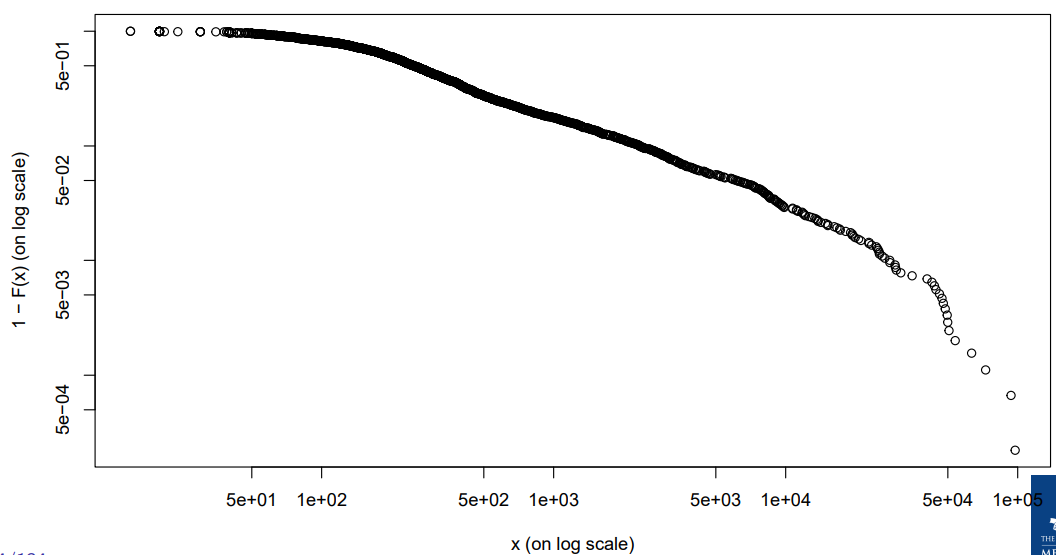 1 − F(x) (on log scale)
5e−01
5e−02
5e−03
5e−04
5e+01 1e+02 5e+02 1e+03 5e+03 1e+04 5e+04 1e+05
x (on log scale)
THE